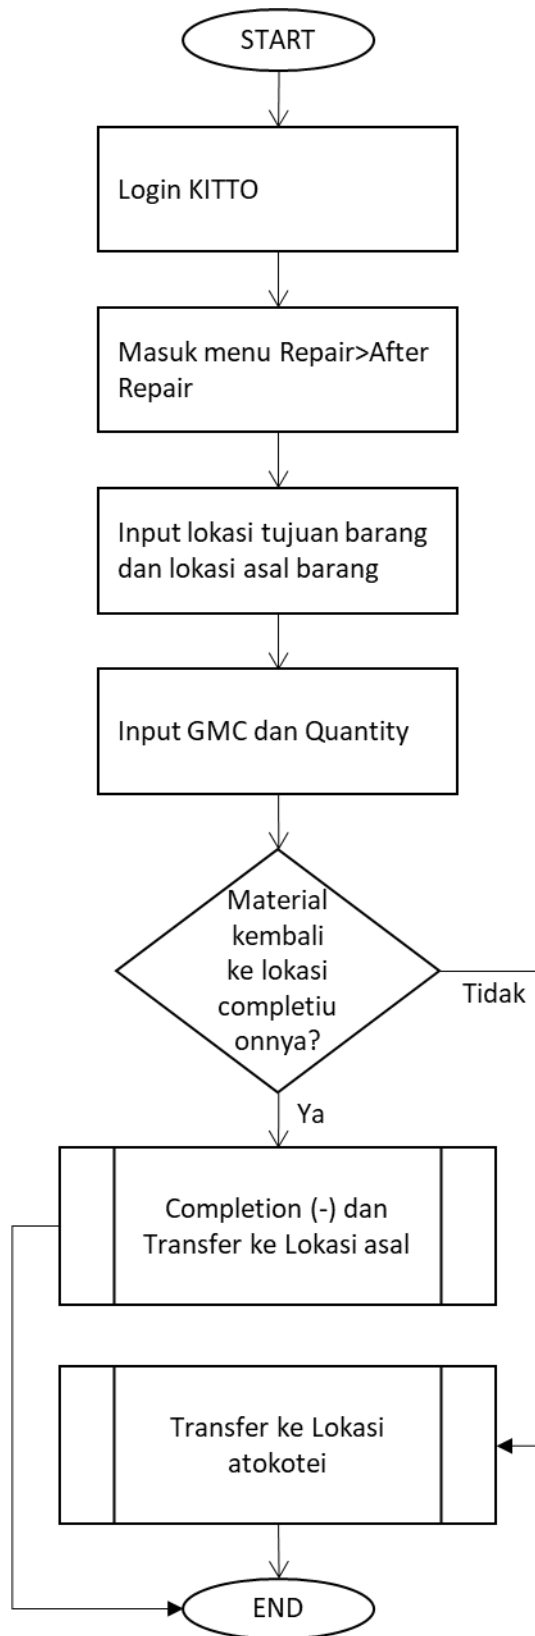 START
Login KITTO
Masuk menu Repair>After
Repair
Input lokasi tujuan barang
dan lokasi asal barang
Input GMC dan Quantity
Material
kembali
ke lokasi
completiu
onnya?
Tidak
Ya
Completion (-) dan
Transfer ke Lokasi asal
Transfer ke Lokasi
atokotei
END